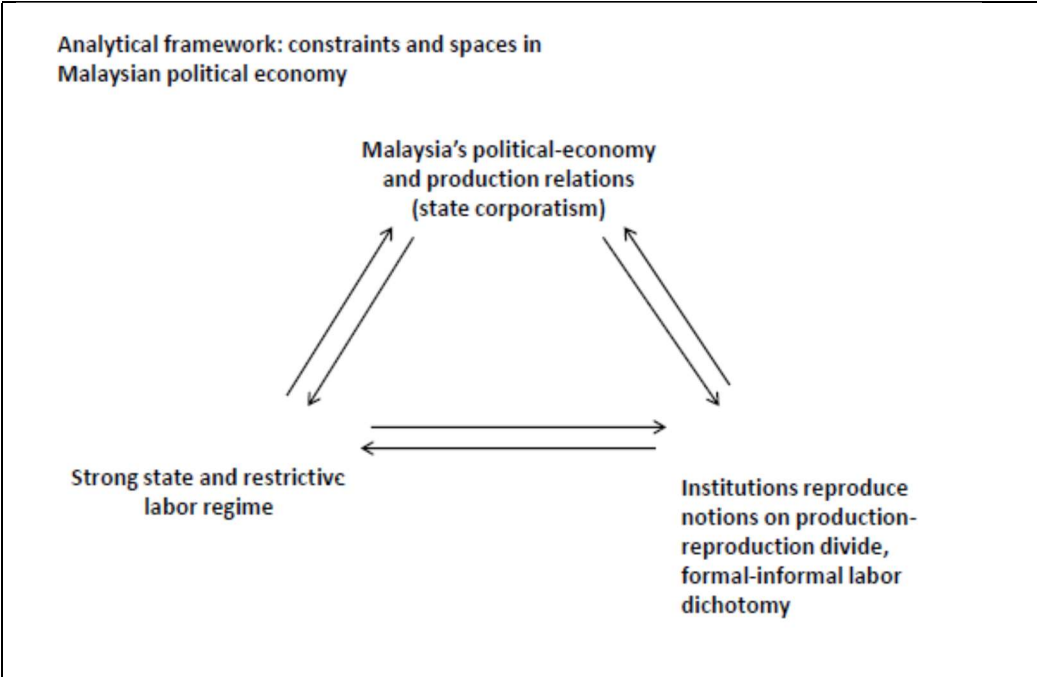 Analytical framework: constraints and spaces in
Malaysian political economy
Malaysia’s political-economy
and production relations
(state corporatism)
Strong state and restrictive
labor regime
Institutions reproduce
notions on production-
reproduction divide,
formal-informal labor
dichotomy